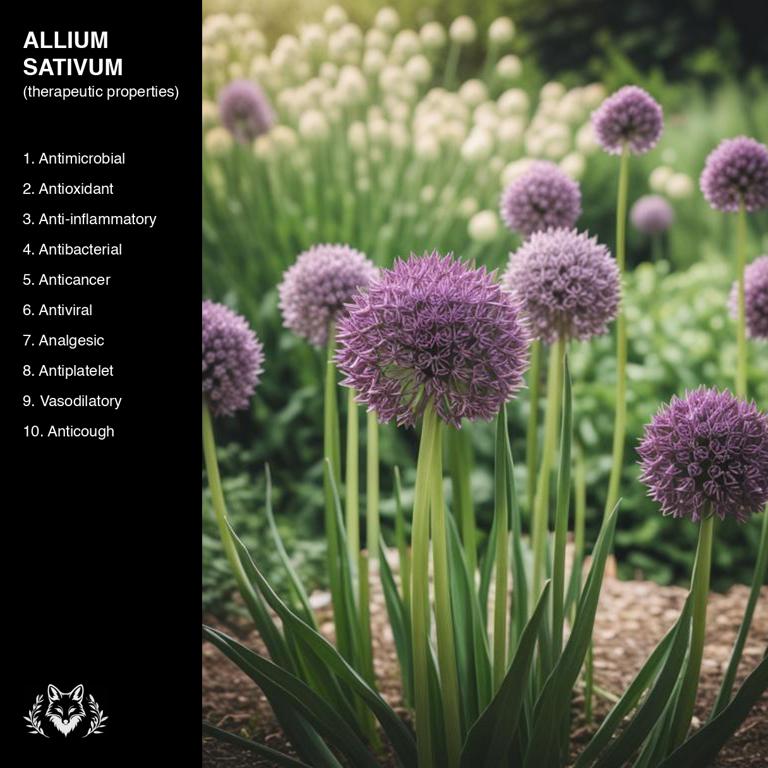 ALLIUM
SATIVUM
(therapeutic properties)
1. Antimicrobial
2. Antioxidant
3. Anti-inflammatory
4. Antibacterial
5. Anticancer
6. Antiviral
7. Analgesic
8. Antiplatelet
9. Vasodilatory
10. Anticough